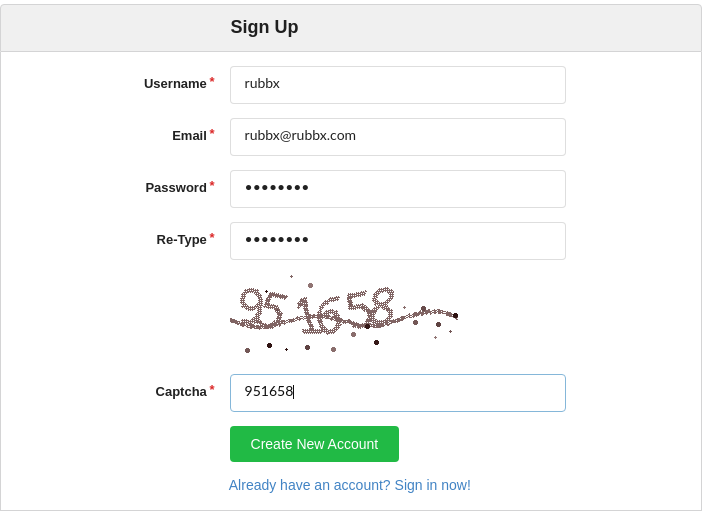 Sign Up
Username *
rubbx
Email *
rubbx@rubbx.com
Password *
••••••••
Re-Type *
••••••••
951658
Captcha *
951658
Create New Account
Already have an account? Sign in now!